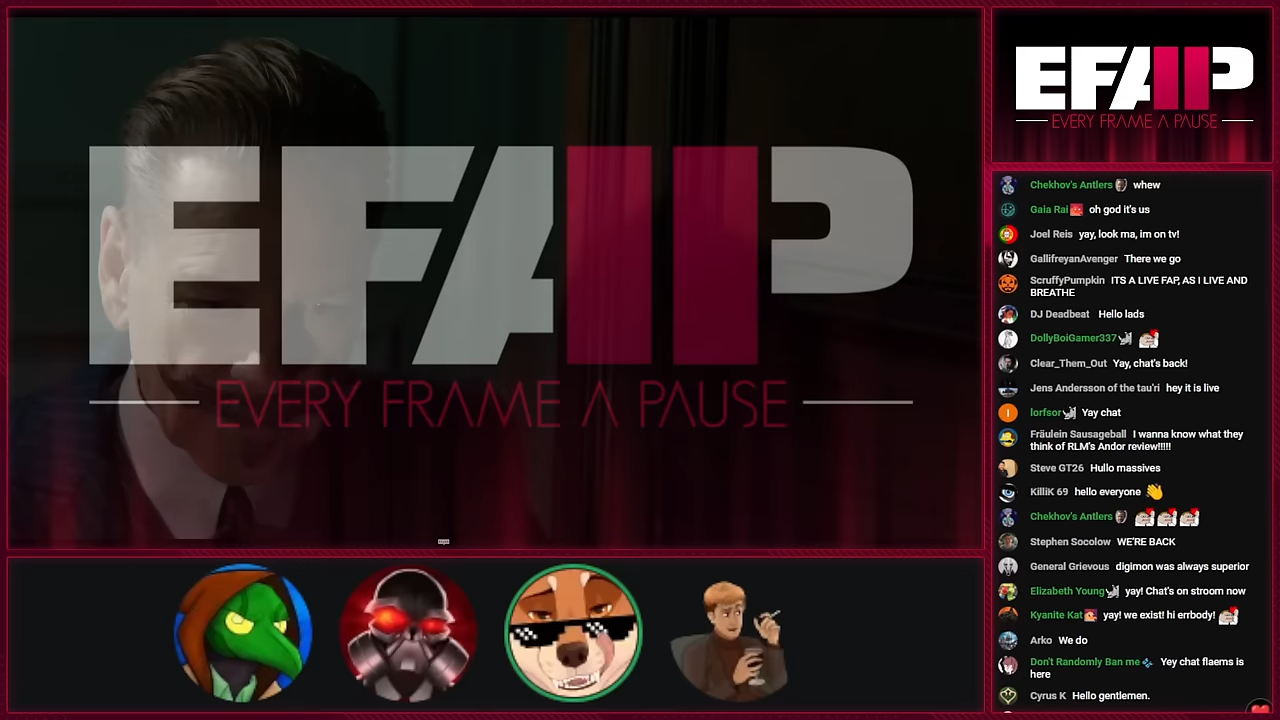 EFAP
EVERY FRAME A PAUSE
EFAP
EVERY FRAME A PAUSE
Chekhov's Antlers whew
Gaia Rai oh god it's us
Joel Reis yay, look ma, im on tv!
GallifreyanAvenger There we go
ScruffyPumpkin ITS A LIVE FAP, AS I LIVE AND
BREATHE
DJ Deadbeat Hello lads
DollyBoiGamer337
Clear_Them_Out Yay, chat's back!
Jens Andersson of the tau'ri hey it is live
lorfsor Yay chat
Fräulein Sausageball I wanna know what they
think of RLM's Andor review!!!!!
Steve GT26 Hullo massives
KilliK 69 hello everyone 👋
Chekhov's Antlers
Stephen Socolow WE'RE BACK
General Grievous digimon was always superior
Elizabeth Young yay! Chat's on stroom now
Kyanite Kat yay! we exist! hi errbody!
Arko We do
Don't Randomly Ban me Yey chat flaems is
here
Cyrus K Hello gentlemen.